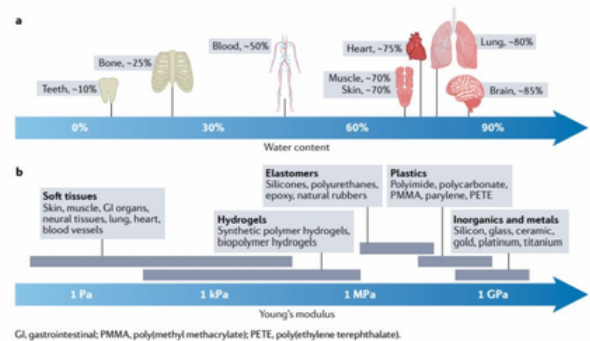 a
Blood, ~50%
Heart, ~75%
Lung, ~80%
Bone, ~25%
Teeth, ~10%
Muscle, ~70%
Skin, ~70%
Brain, ~85%
0% 30% 60% 90%
Water content
b
Soft tissues
Skin, muscle, GI organs,
neural tissues, lung, heart,
blood vessels
Hydrogels
Synthetic polymer hydrogels,
biopolymer hydrogels
Elastomers
Silicones, polyurethanes,
epoxy, natural rubbers
Plastics
Polyimide, polycarbonate,
PMMA, parylene, PETE
Inorganics and metals
Silicon, glass, ceramic,
gold, platinum, titanium
1 Pa 1 kPa 1 MPa 1 GPa
Young's modulus
GI, gastrointestinal; PMMA, poly(methyl methacrylate); PETE, poly(ethylene terephthalate).